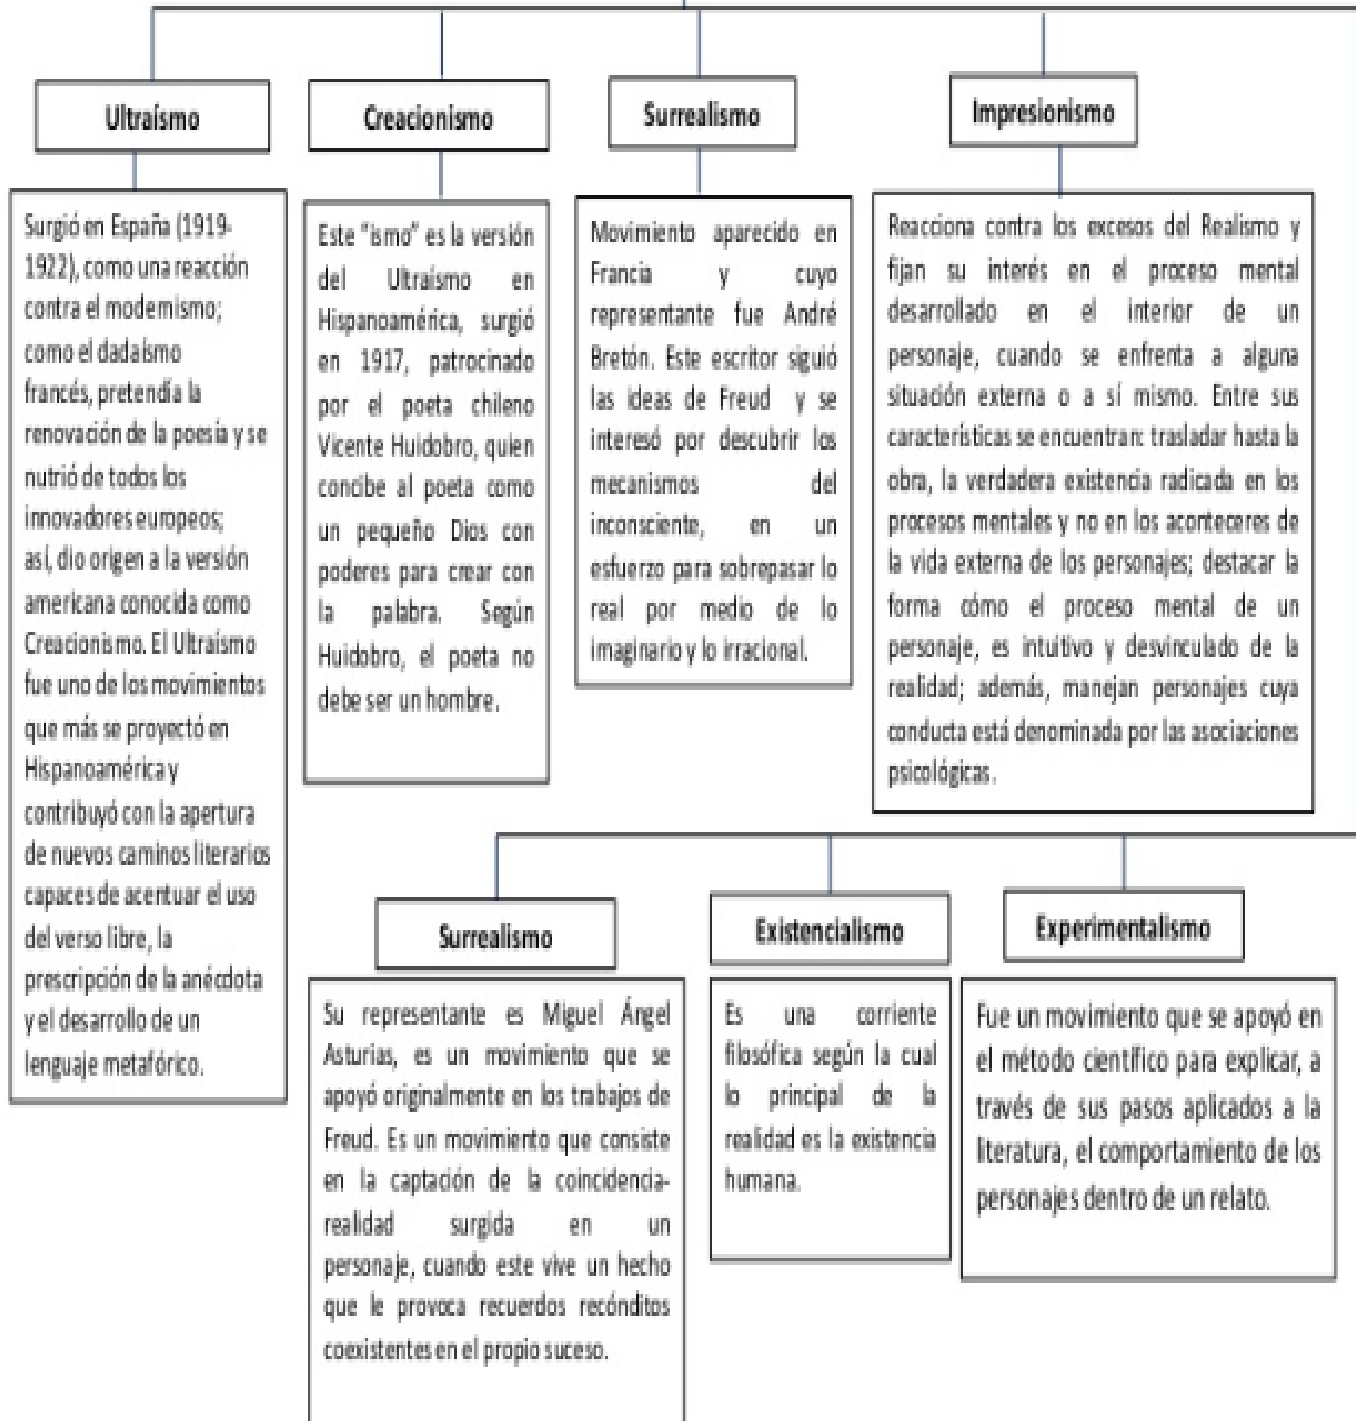 Ultraísmo
Surgió en España (1919-
1922), como una reacción
contra el modernismo;
como el dadaísmo
francés, pretendía la
renovación de la poesía y se
nutrió de todos los
innovadores europeos;
así, dio origen a la versión
americana conocida como
Creacionismo. El Ultraísmo
fue uno de los movimientos
que más se proyectó en
Hispanoamérica y
contribuyó con la apertura
de nuevos caminos literarios
capaces de acentuar el uso
del verso libre, la
prescripción de la anécdota
y el desarrollo de un
lenguaje metafórico.
Creacionismo
Este "ismo" es la versión
del Ultraísmo en
Hispanoamérica, surgió
en 1917, patrocinado
por el poeta chileno
Vicente Huidobro, quien
concibe al poeta como
un pequeño Dios con
poderes para crear con
la palabra. Según
Huidobro, el poeta no
debe ser un hombre.
Surrealismo
Movimiento aparecido en
Francia y cuyo
representante fue André
Bretón. Este escritor siguió
las ideas de Freud y se
interesó por descubrir los
mecanismos del
inconsciente, en un
esfuerzo para sobrepasar lo
real por medio de lo
imaginario y lo irracional.
Impresionismo
Reacciona contra los excesos del Realismo y
fijan su interés en el proceso mental
desarrollado en el interior de un
personaje, cuando se enfrenta a alguna
situación externa o a sí mismo. Entre sus
características se encuentran: trasladar hasta la
obra, la verdadera existencia radicada en los
procesos mentales y no en los aconteceres de
la vida externa de los personajes; destacar la
forma cómo el proceso mental de un
personaje, es intuitivo y desvinculado de la
realidad; además, manejan personajes cuya
conducta está denominada por las asociaciones
psicológicas.
Surrealismo
Su representante es Miguel Ángel
Asturias, es un movimiento que se
apoyó originalmente en los trabajos de
Freud. Es un movimiento que consiste
en la captación de la coincidencia-
realidad surgida en un
personaje, cuando este vive un hecho
que le provoca recuerdos recónditos
coexistentes en el propio suceso.
Existencialismo
Es una corriente
filosófica según la cual
lo principal de la
realidad es la existencia
humana.
Experimentalismo
Fue un movimiento que se apoyó en
el método científico para explicar, a
través de sus pasos aplicados a la
literatura, el comportamiento de los
personajes dentro de un relato.